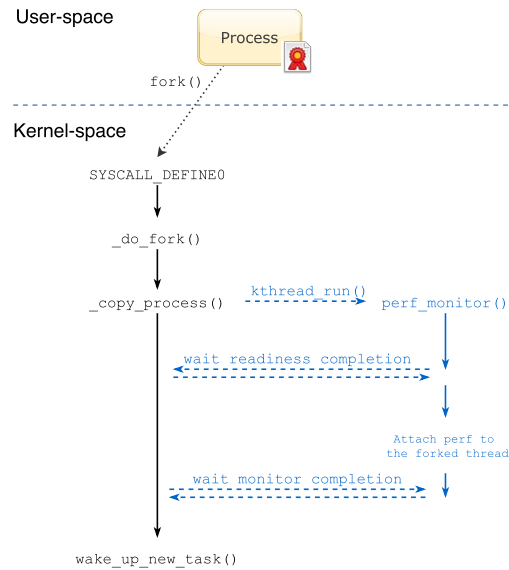 User-space
Process
fork()
Kernel-space
SYSCALL_DEFINE0
_do_fork()
kthread_run()
_copy_process()
perf_monitor()
wait readiness completion
Attach perf to
the forked thread
wait monitor completion
wake_up_new_task()